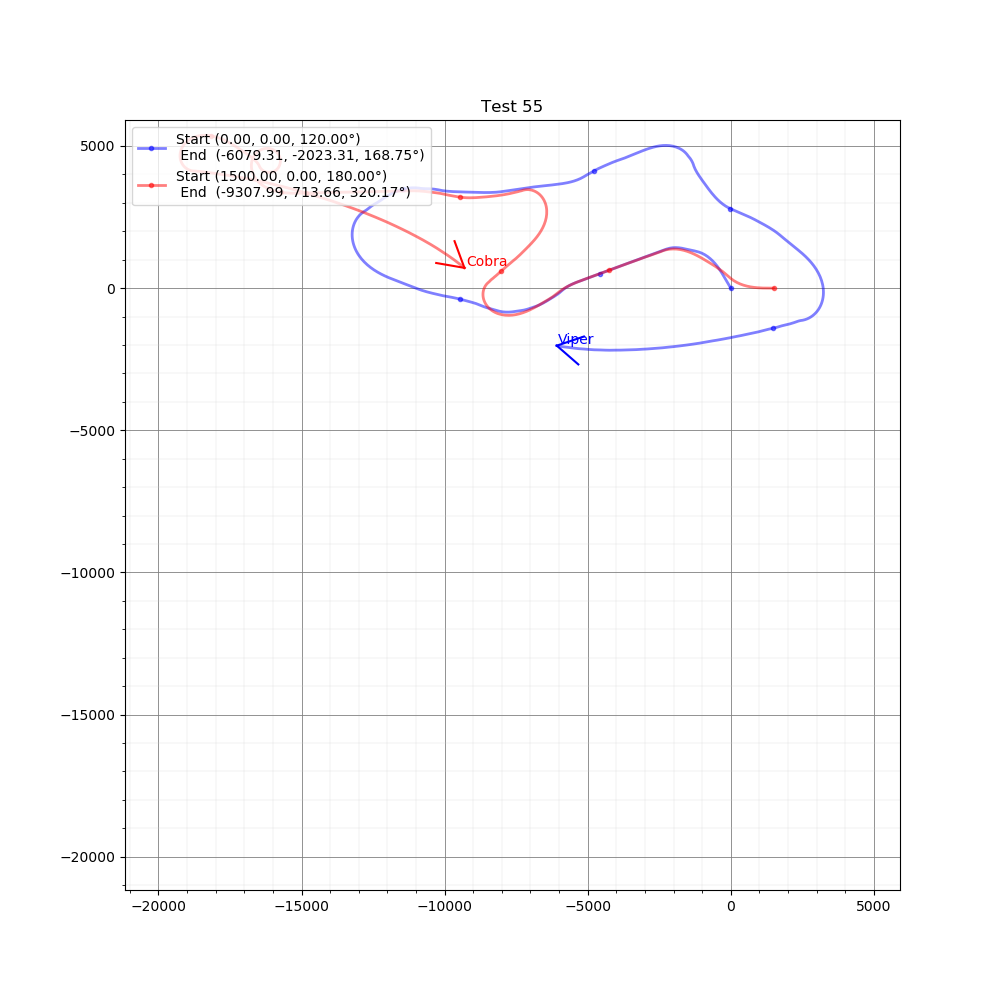 Test 55
Start (0.00, 0.00, 120.00°)
End (-6079.31, -2023.31, 168.75°)
Start (1500.00, 0.00, 180.00°)
End (-9307.99, 713.66, 320.17°)
Cobra
Viper
5000
0
−5000
−10000
−15000
−20000
−20000 −15000 −10000 −5000 0 5000